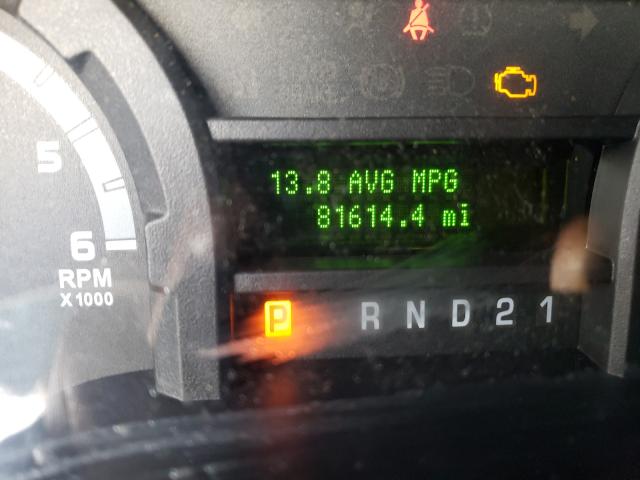 13.8 AVG MPG
81614.4 mi
5
6
RPM
X1000
P R N D 2 1